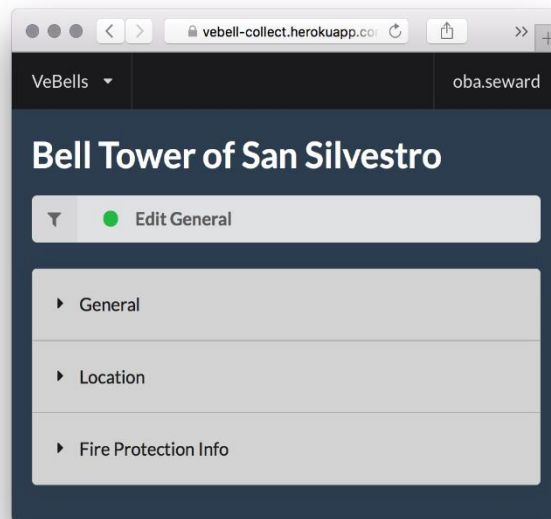 vebell-collect.herokuapp.co
VeBells
oba.seward
Bell Tower of San Silvestro
Edit General
General
Location
Fire Protection Info